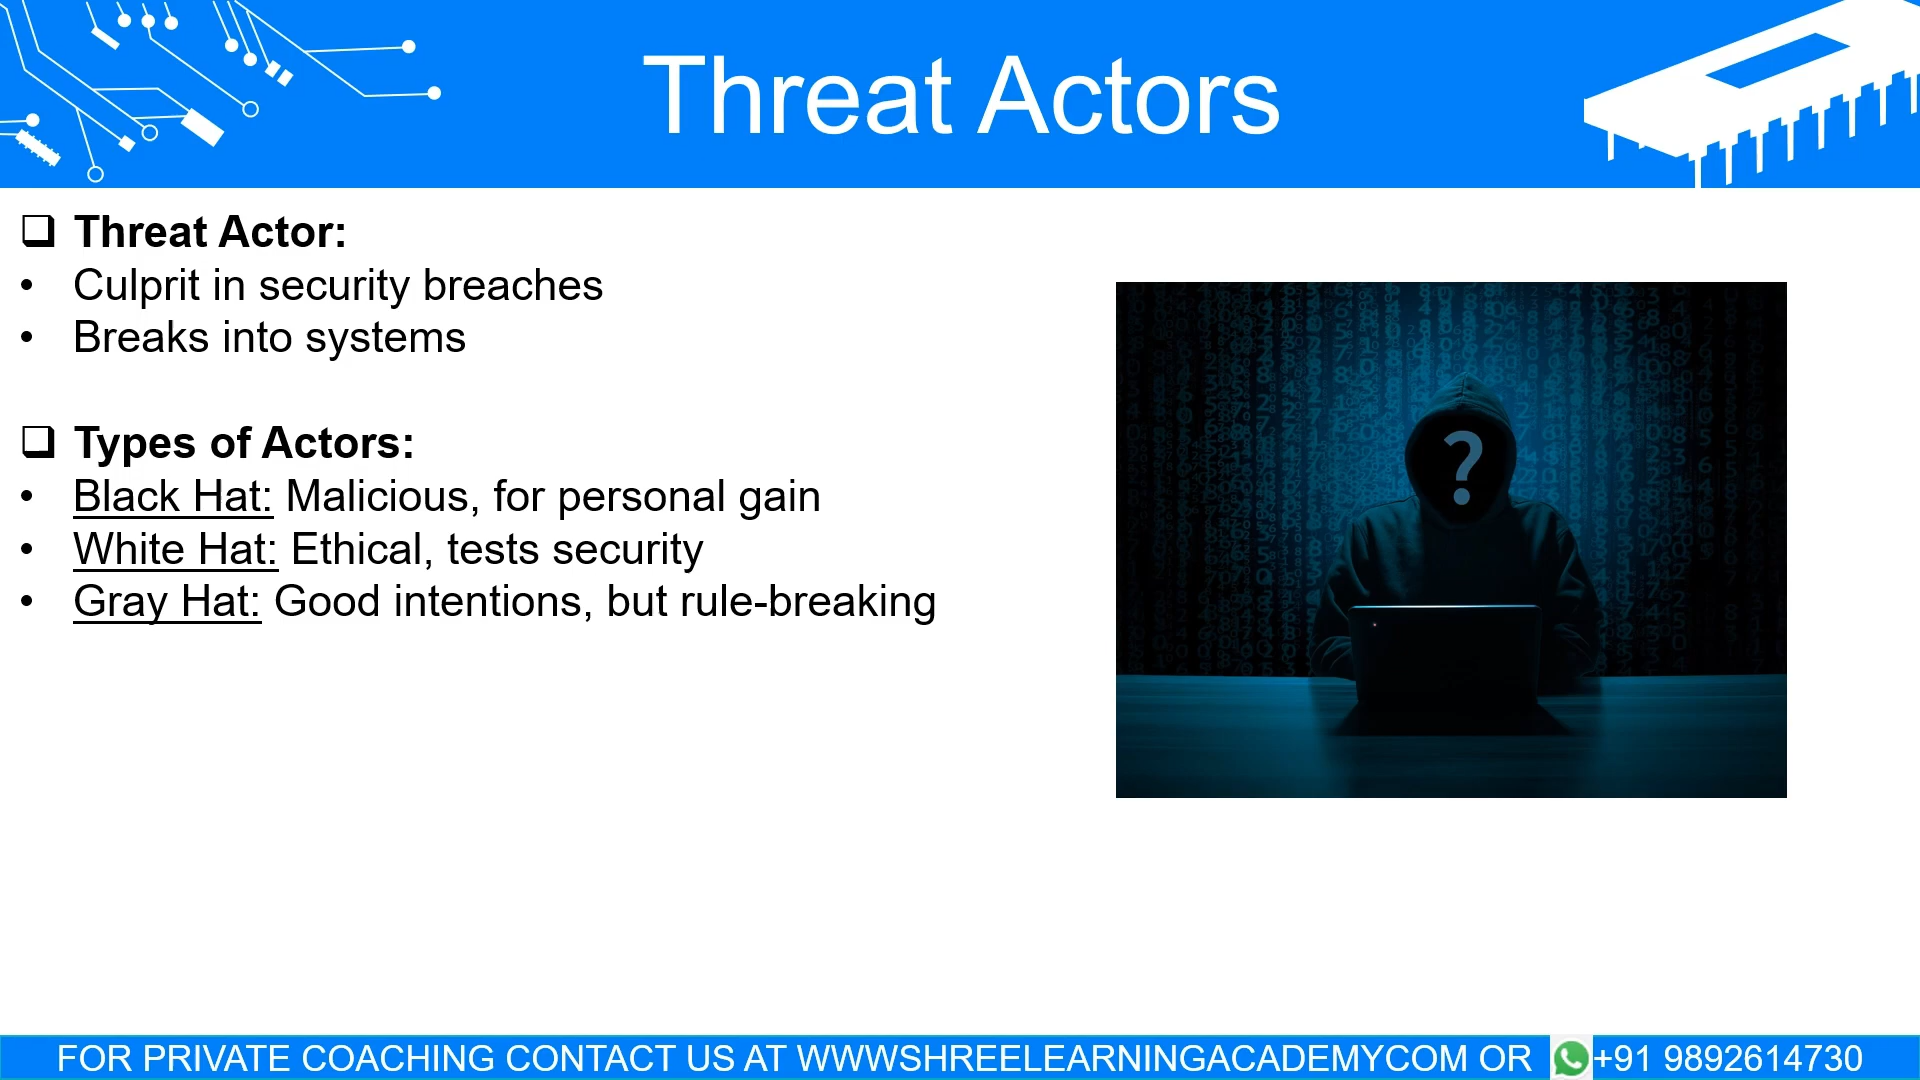 Threat Actors
❑ Threat Actor:
• Culprit in security breaches
• Breaks into systems
❑ Types of Actors:
• Black Hat: Malicious, for personal gain
• White Hat: Ethical, tests security
• Gray Hat: Good intentions, but rule-breaking
?
FOR PRIVATE COACHING CONTACT US AT WWWSHREELEARNINGACADEMYCOM OR +91 9892614730